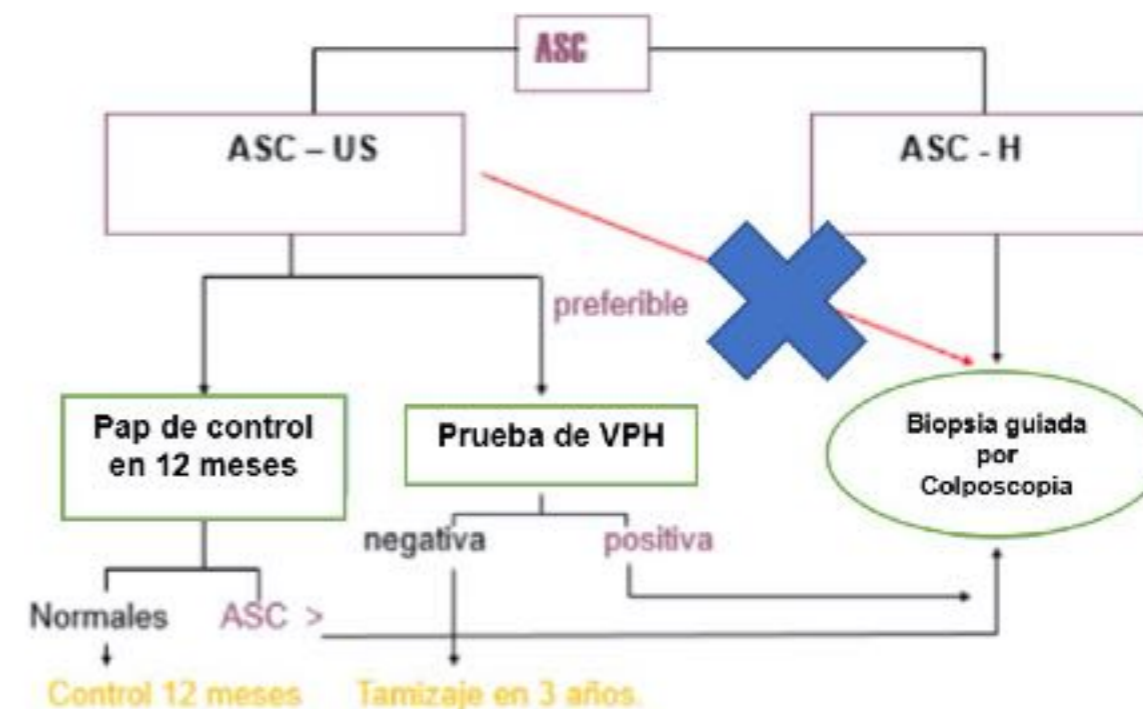 ASC
ASC – US
ASC - H
preferible
Pap de control
en 12 meses
Prueba de VPH
Biopsia guiada
por
Colposcopia
negativa
positiva
Normales
ASC >
Control 12 meses
Tamizaje en 3 años.